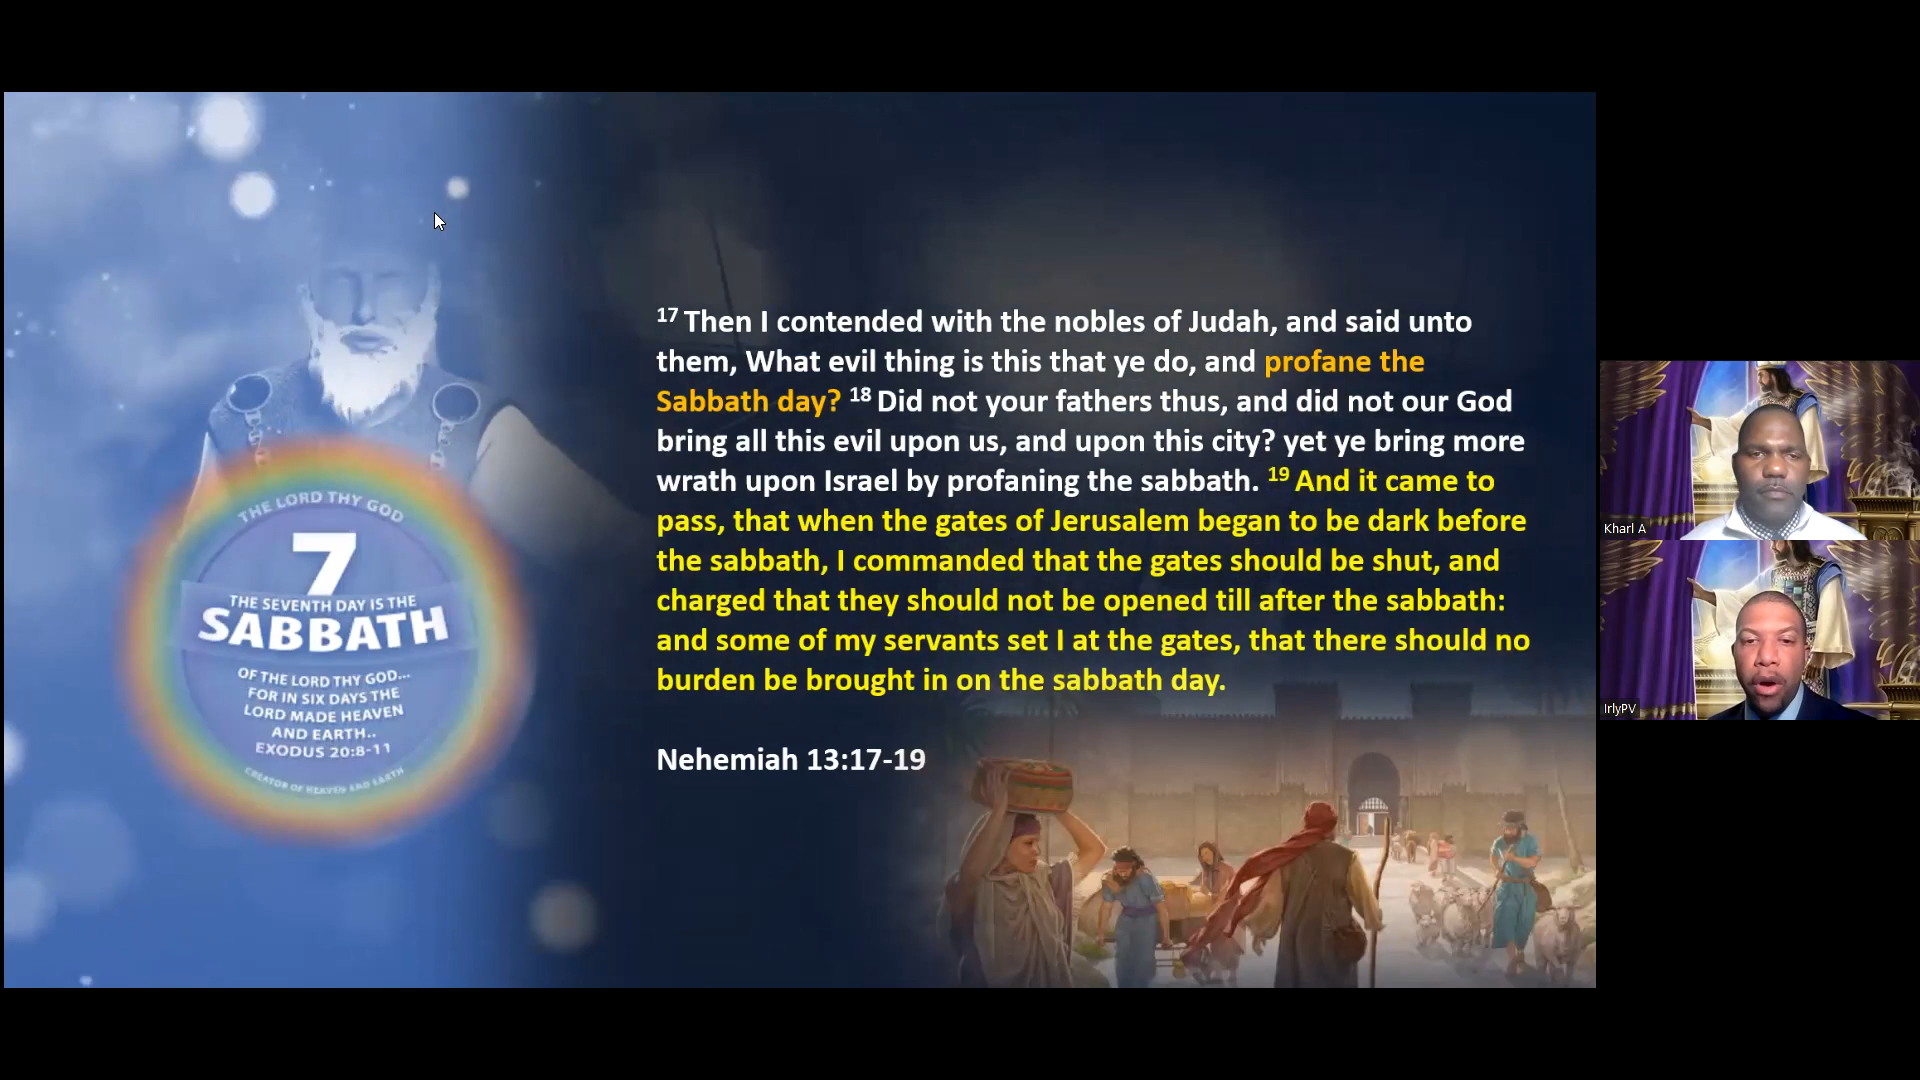 THE LORD THY GOD
7
THE SEVENTH DAY IS THE
SABBATH
OF THE LORD THY GOD...
FOR IN SIX DAYS THE
LORD MADE HEAVEN
AND EARTH..
EXODUS 20:8-11
CREATOR OF HEAVEN AND EARTH
17 Then I contended with the nobles of Judah, and said unto
them, What evil thing is this that ye do, and profane the
Sabbath day? 18 Did not your fathers thus, and did not our God
bring all this evil upon us, and upon this city? yet ye bring more
wrath upon Israel by profaning the sabbath. 19 And it came to
pass, that when the gates of Jerusalem began to be dark before
the sabbath, I commanded that the gates should be shut, and
charged that they should not be opened till after the sabbath:
and some of my servants set I at the gates, that there should no
burden be brought in on the sabbath day.
Nehemiah 13:17-19
Kharl A
IrlyPV